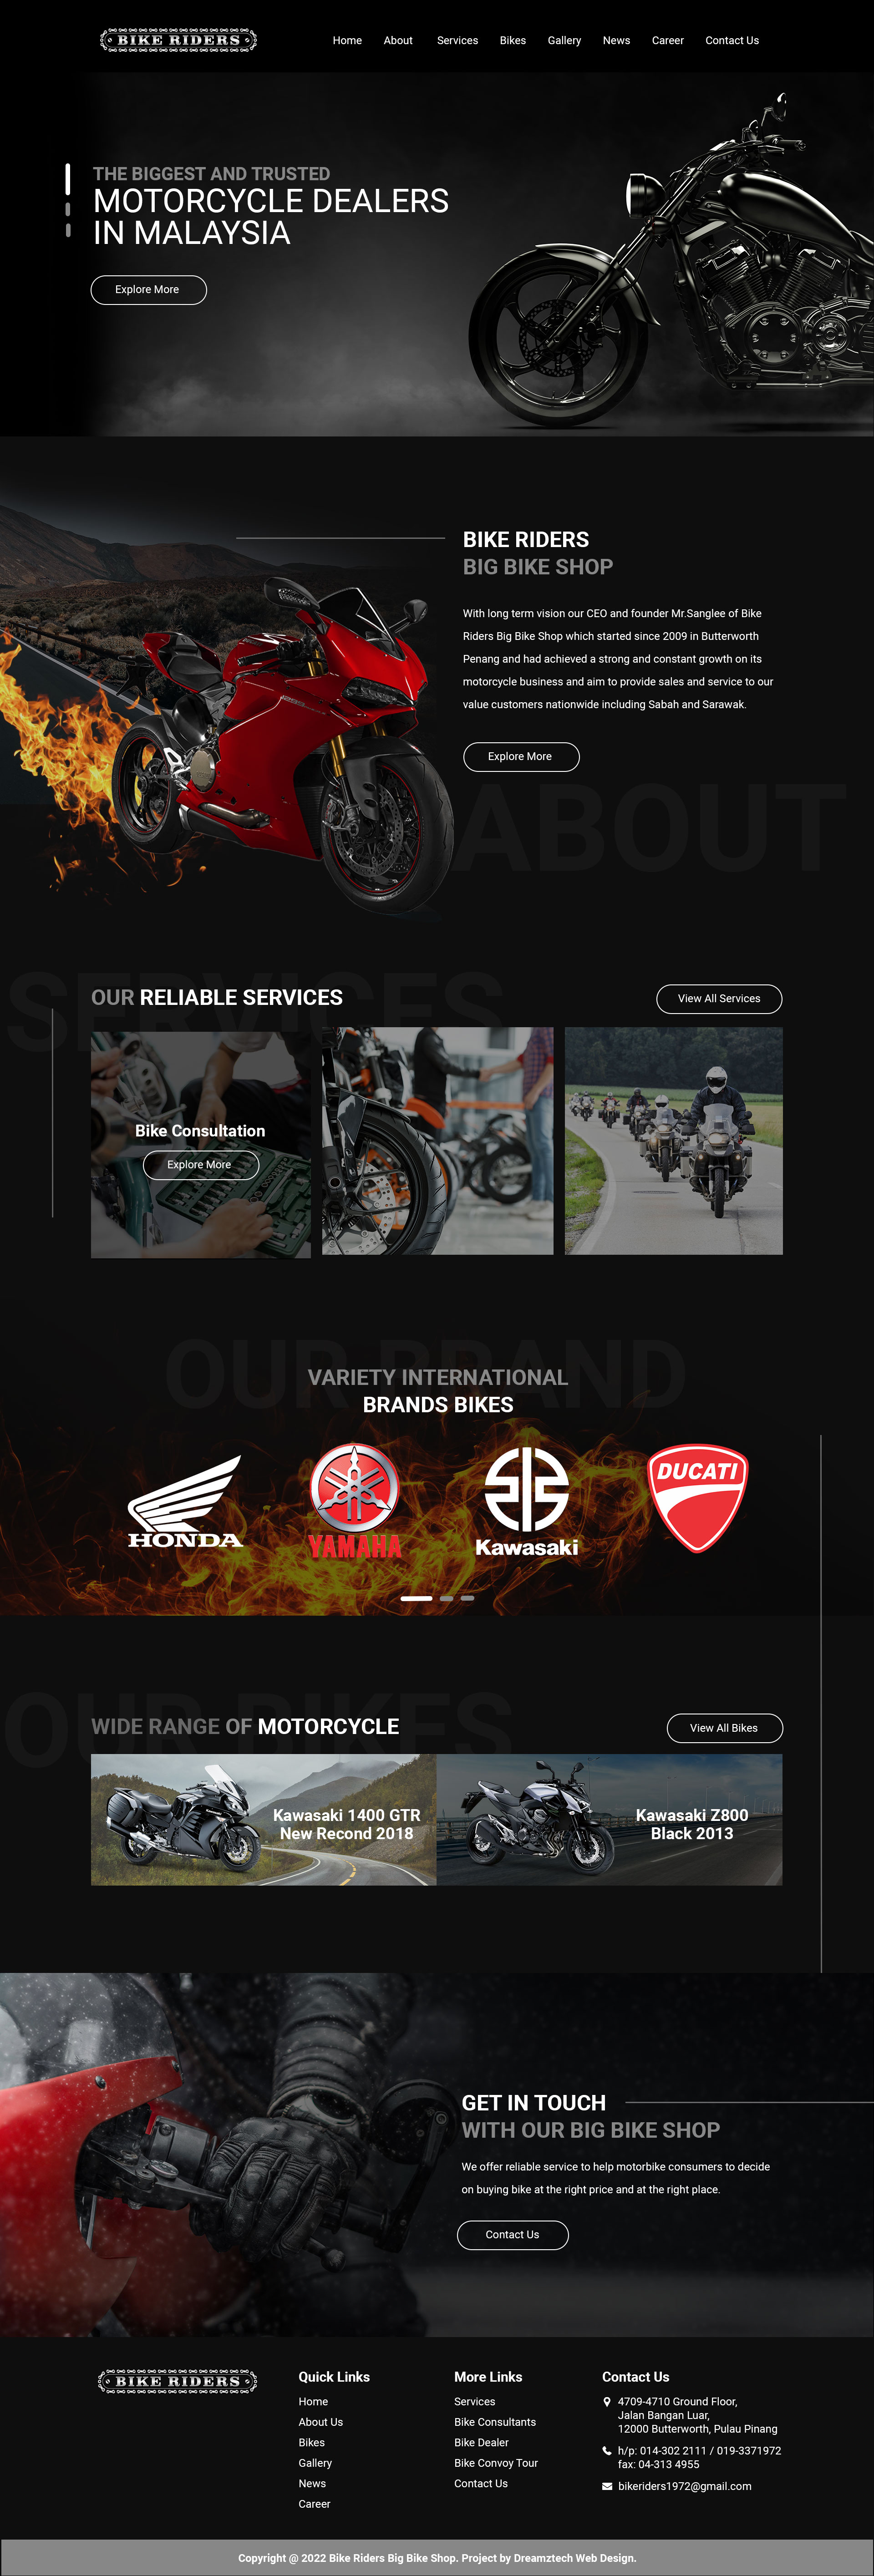 BIKE RIDERS
Home About Services Bikes Gallery News Career Contact Us
THE BIGGEST AND TRUSTED
MOTORCYCLE DEALERS
IN MALAYSIA
Explore More
BIKE RIDERS
BIG BIKE SHOP
With long term vision our CEO and founder Mr.Sanglee of Bike
Riders Big Bike Shop which started since 2009 in Butterworth
Penang and had achieved a strong and constant growth on its
motorcycle business and aim to provide sales and service to our
value customers nationwide including Sabah and Sarawak.
Explore More
ABOUT
SERVICES
OUR RELIABLE SERVICES
View All Services
Bike Consultation
Explore More
OUR BRAND
VARIETY INTERNATIONAL
BRANDS BIKES
HONDA
YAMAHA
Kawasaki
DUCATI
OUR BIKES
WIDE RANGE OF MOTORCYCLE
View All Bikes
Kawasaki 1400 GTR
New Recond 2018
Kawasaki Z800
Black 2013
GET IN TOUCH
WITH OUR BIG BIKE SHOP
We offer reliable service to help motorbike consumers to decide
on buying bike at the right price and at the right place.
Contact Us
BIKE RIDERS
Quick Links
Home
About Us
Bikes
Gallery
News
Career
More Links
Services
Bike Consultants
Bike Dealer
Bike Convoy Tour
Contact Us
Contact Us
4709-4710 Ground Floor,
Jalan Bangan Luar,
12000 Butterworth, Pulau Pinang
h/p: 014-302 2111 / 019-3371972
fax: 04-313 4955
bikeriders1972@gmail.com
Copyright @ 2022 Bike Riders Big Bike Shop. Project by Dreamztech Web Design.